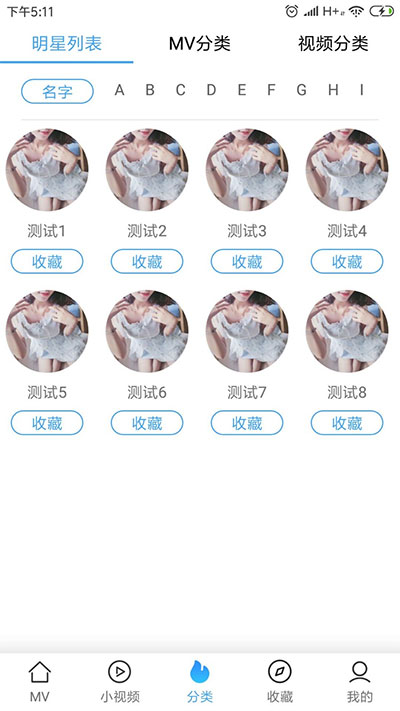 下午5:11 H+
明星列表 MV分类 视频分类
名字 A B C D E F G H I
测试1 测试2 测试3 测试4
收藏 收藏 收藏 收藏
测试5 测试6 测试7 测试8
收藏 收藏 收藏 收藏
MV 小视频 分类 收藏 我的